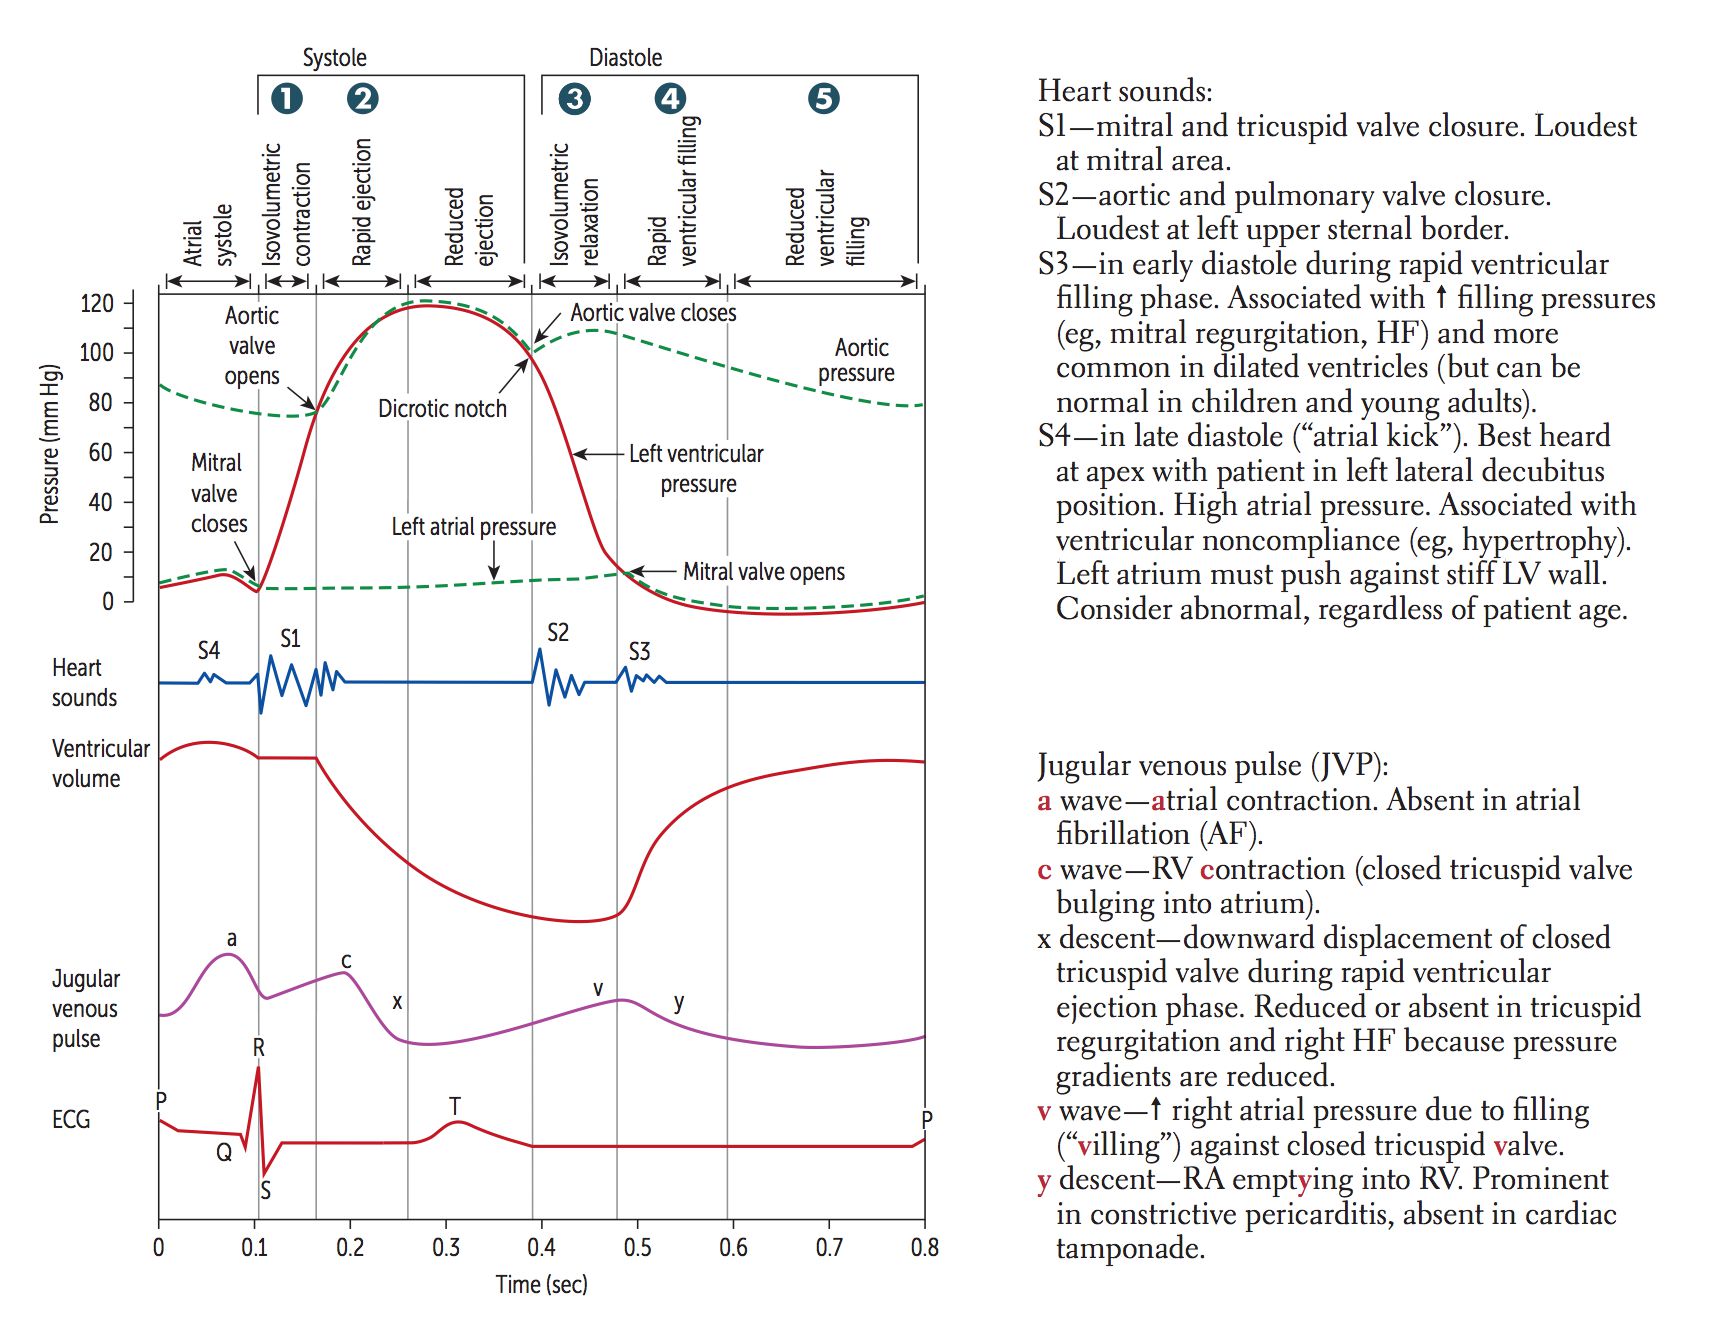 Systole
Diastole
1
2
3
4
5
Atrial
systole
Isovolumetric
contraction
Rapid ejection
Reduced
ejection
Isovolumetric
relaxation
Rapid
ventricular filling
Reduced
ventricular
filling
Pressure (mm Hg)
120
100
80
60
40
20
0
Aortic
valve
opens
Aortic valve closes
Aortic
pressure
Dicrotic notch
Mitral
valve
closes
Left ventricular
pressure
Left atrial pressure
Mitral valve opens
Heart
sounds
S4
S1
S2
S3
Ventricular
volume
Jugular
venous
pulse
a
c
x
v
y
ECG
P
Q
R
S
T
P
0
0.1
0.2
0.3
0.4
0.5
0.6
0.7
0.8
Time (sec)
Heart sounds:
S1—mitral and tricuspid valve closure. Loudest
at mitral area.
S2—aortic and pulmonary valve closure.
Loudest at left upper sternal border.
S3—in early diastole during rapid ventricular
filling phase. Associated with ↑ filling pressures
(eg, mitral regurgitation, HF) and more
common in dilated ventricles (but can be
normal in children and young adults).
S4—in late diastole (“atrial kick”). Best heard
at apex with patient in left lateral decubitus
position. High atrial pressure. Associated with
ventricular noncompliance (eg, hypertrophy).
Left atrium must push against stiff LV wall.
Consider abnormal, regardless of patient age.
Jugular venous pulse (JVP):
a wave—atrial contraction. Absent in atrial
fibrillation (AF).
c wave—RV contraction (closed tricuspid valve
bulging into atrium).
x descent—downward displacement of closed
tricuspid valve during rapid ventricular
ejection phase. Reduced or absent in tricuspid
regurgitation and right HF because pressure
gradients are reduced.
v wave—↑ right atrial pressure due to filling
(“villing”) against closed tricuspid valve.
y descent—RA emptying into RV. Prominent
in constrictive pericarditis, absent in cardiac
tamponade.